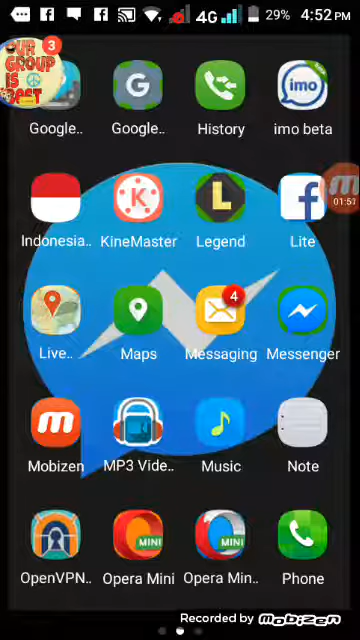 4G 29% 4:52 PM
OUR
GROUP
IS
3
Google..
G
Google..
History
imo
imo beta
Indonesia..
K
KineMaster
L
Legend
f
Lite
01:51
Live..
Maps
4
Messaging
Messenger
m
Mobizen
MP3 Vide..
Music
Note
OpenVPN..
MINI
Opera Mini
MINI
Opera Min..
Phone
Recorded by mobizen